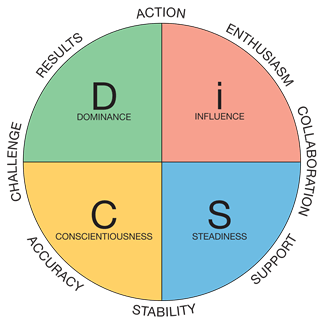 ACTION
ENTHUSIASM
COLLABORATION
SUPPORT
STABILITY
ACCURACY
CHALLENGE
RESULTS
D
DOMINANCE
i
INFLUENCE
C
CONSCIENTIOUSNESS
S
STEADINESS